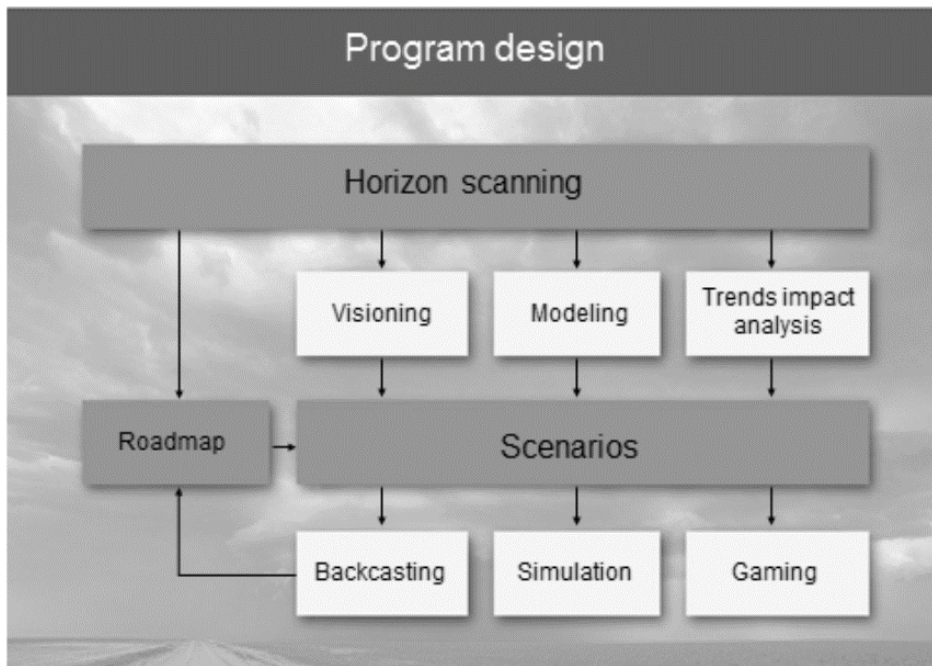 Program design
Horizon scanning
Visioning
Modeling
Trends impact
analysis
Roadmap
Scenarios
Backcasting
Simulation
Gaming